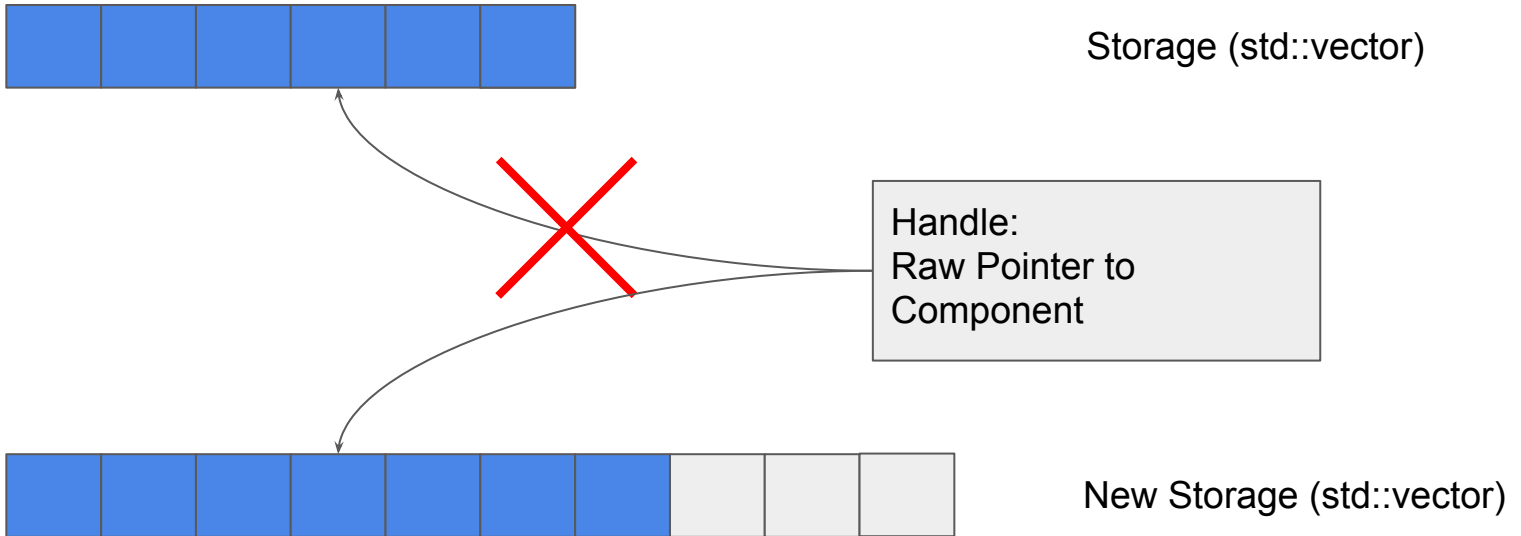 Storage (std::vector)
Handle:
Raw Pointer to
Component
New Storage (std::vector)